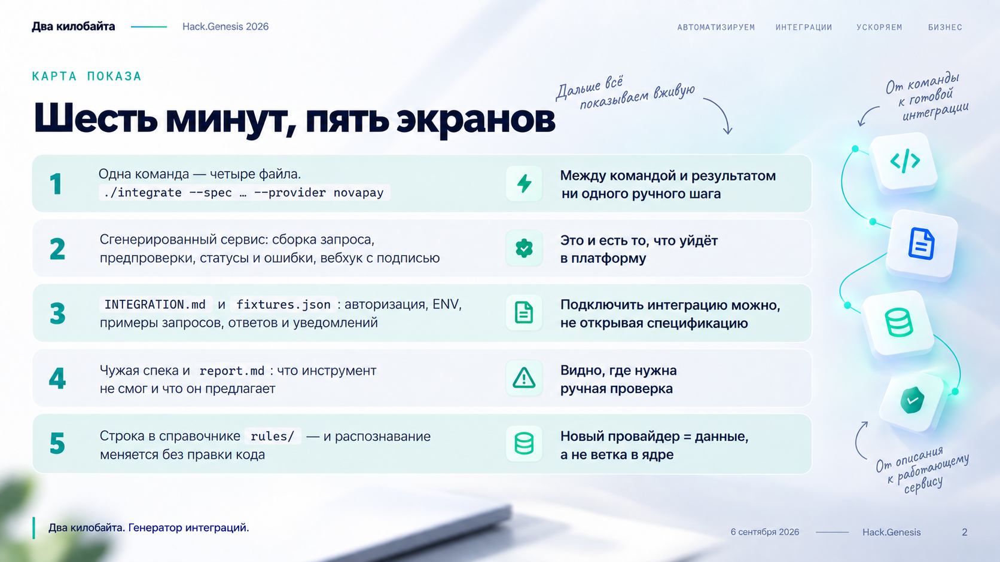 Два килобайта
Hack.Genesis 2026
АВТОМАТИЗИРУЕМ ИНТЕГРАЦИИ УСКОРЯЕМ БИЗНЕС
КАРТА ПОКАЗА
Шесть минут, пять экранов
Дальше всё
показываем вживую
От команды
к готовой
интеграции
1
Одна команда — четыре файла.
./integrate --spec … --provider novapay
Между командой и результатом
ни одного ручного шага
2
Сгенерированный сервис: сборка запроса,
предпроверки, статусы и ошибки, вебхук с подписью
Это и есть то, что уйдёт
в платформу
3
INTEGRATION.md и fixtures.json : авторизация, ENV,
примеры запросов, ответов и уведомлений
Подключить интеграцию можно,
не открывая спецификацию
4
Чужая спека и report.md : что инструмент
не смог и что он предлагает
Видно, где нужна
ручная проверка
5
Строка в справочнике rules/ — и распознавание
меняется без правки кода
Новый провайдер = данные,
а не ветка в ядре
От описания
к работающему
сервису
Два килобайта. Генератор интеграций.
6 сентября 2026
Hack.Genesis
2